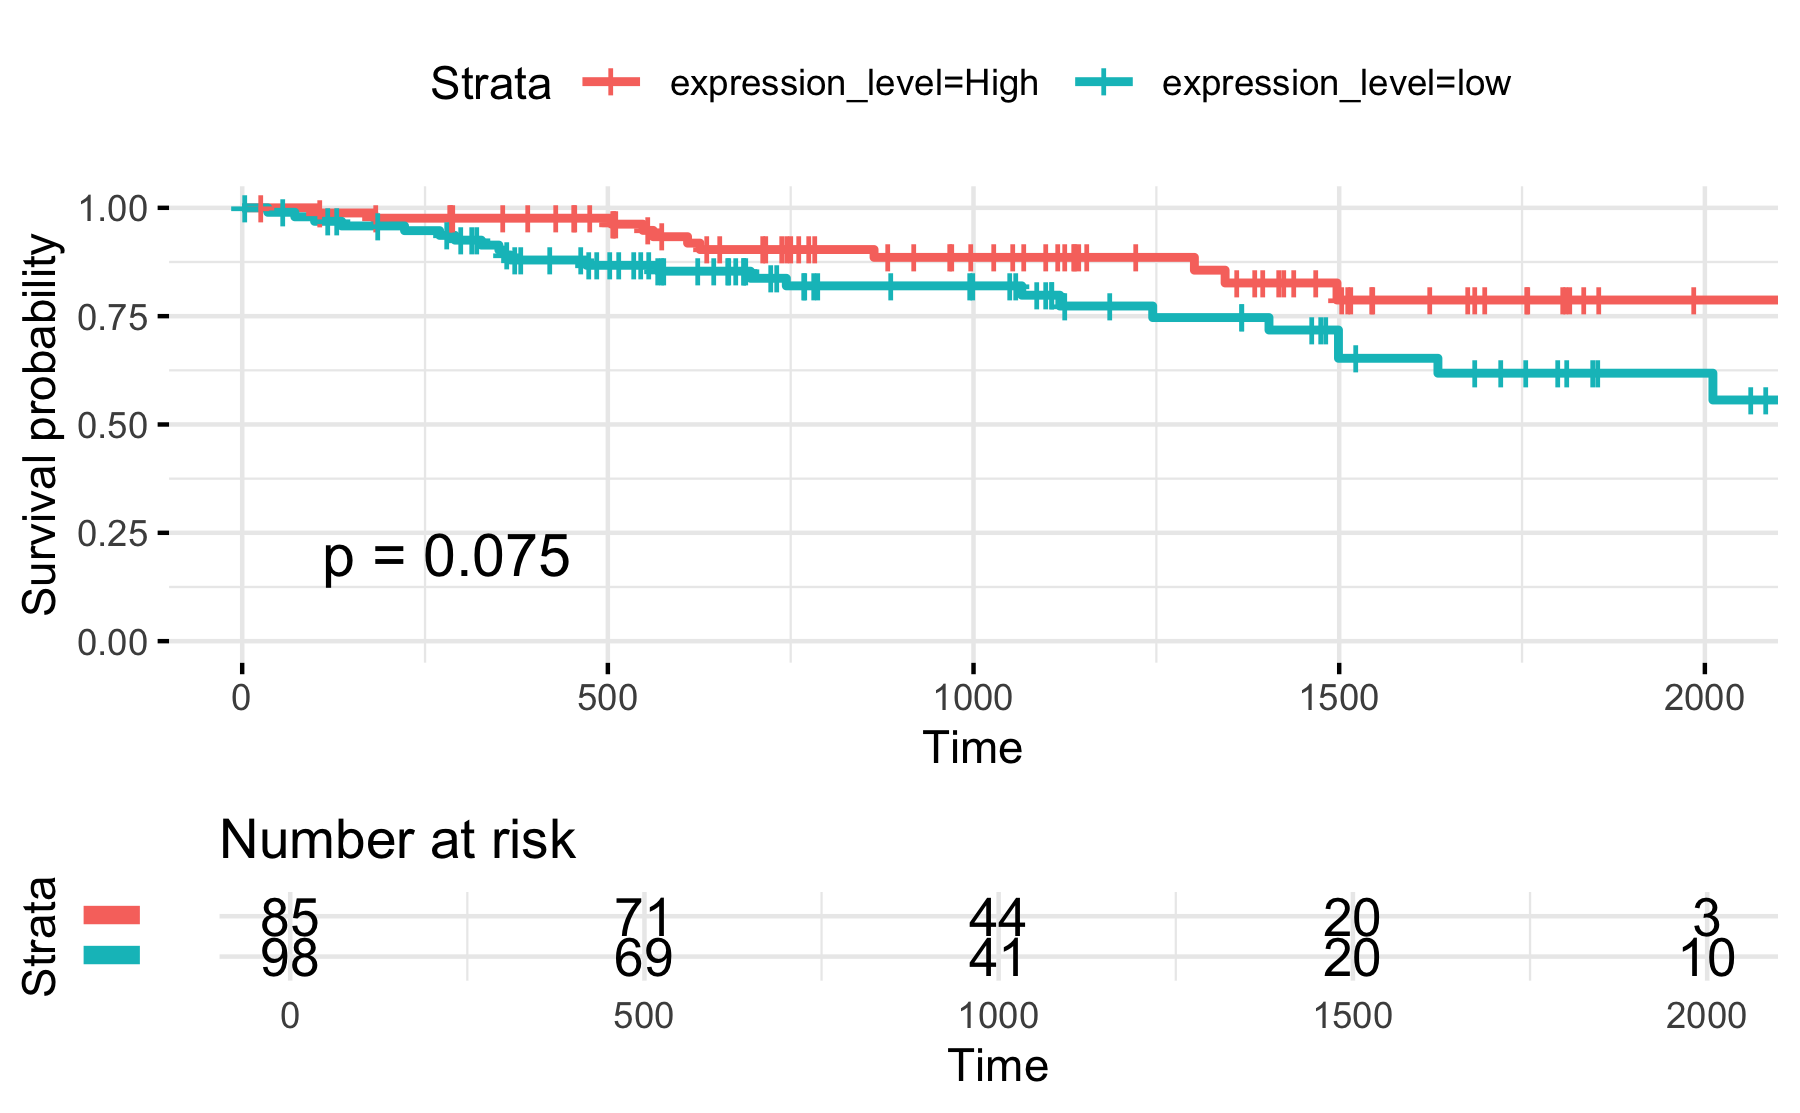 Strata expression_level=High expression_level=low
Survival probability
1.00
0.75
0.50
0.25
0.00
p = 0.075
0 500 1000 1500 2000
Time
Number at risk
Strata
85 71 44 20 3
98 69 41 20 10
0 500 1000 1500 2000
Time